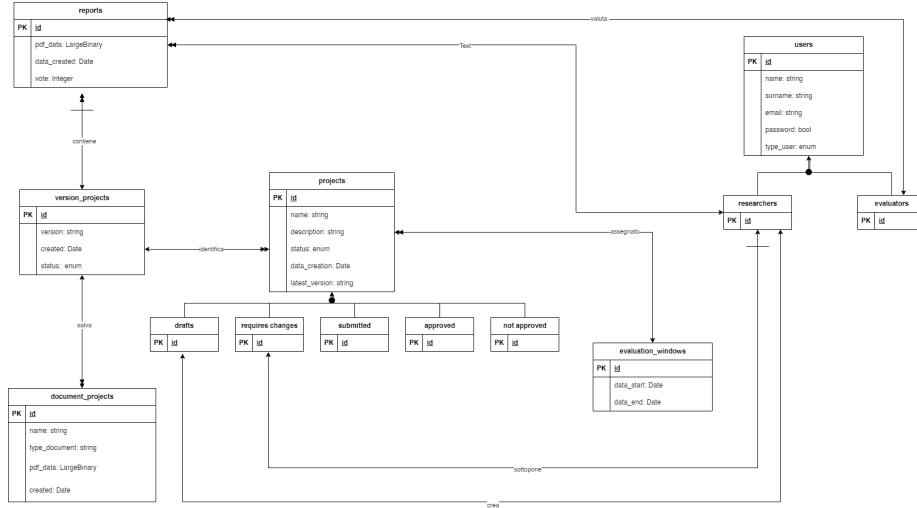 reports
PK id
pdf_data: LargeBinary
data_created: Date
vote: Integer
valuta
Text
users
PK id
name: string
surname: string
email: string
password: bool
type_user: enum
contiene
version_projects
PK id
version: string
created: Date
status: enum
identifica
projects
PK id
name: string
description: string
status: enum
data_creation: Date
latest_version: string
assegnato
researchers
PK id
evaluators
PK id
drafts
PK id
requires changes
PK id
submitted
PK id
approved
PK id
not approved
PK id
salva
evaluation_windows
PK id
data_start: Date
data_end: Date
document_projects
PK id
name: string
type_document: string
pdf_data: LargeBinary
created: Date
sottopone
crea